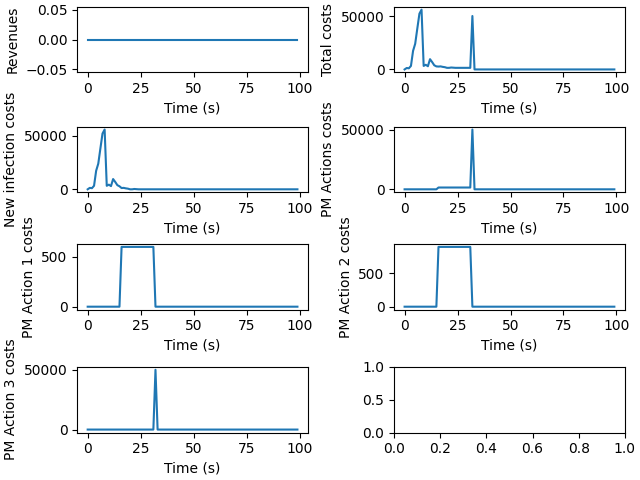 Revenues
0.05
0.00
−0.05
0 25 50 75 100
Time (s)
Total costs
50000
0
0 25 50 75 100
Time (s)
New infection costs
50000
0
0 25 50 75 100
Time (s)
PM Actions costs
50000
0
0 25 50 75 100
Time (s)
PM Action 1 costs
500
0
0 25 50 75 100
Time (s)
PM Action 2 costs
500
0
0 25 50 75 100
Time (s)
PM Action 3 costs
50000
0
0 25 50 75 100
Time (s)
1.0
0.5
0.0
0.0 0.2 0.4 0.6 0.8 1.0